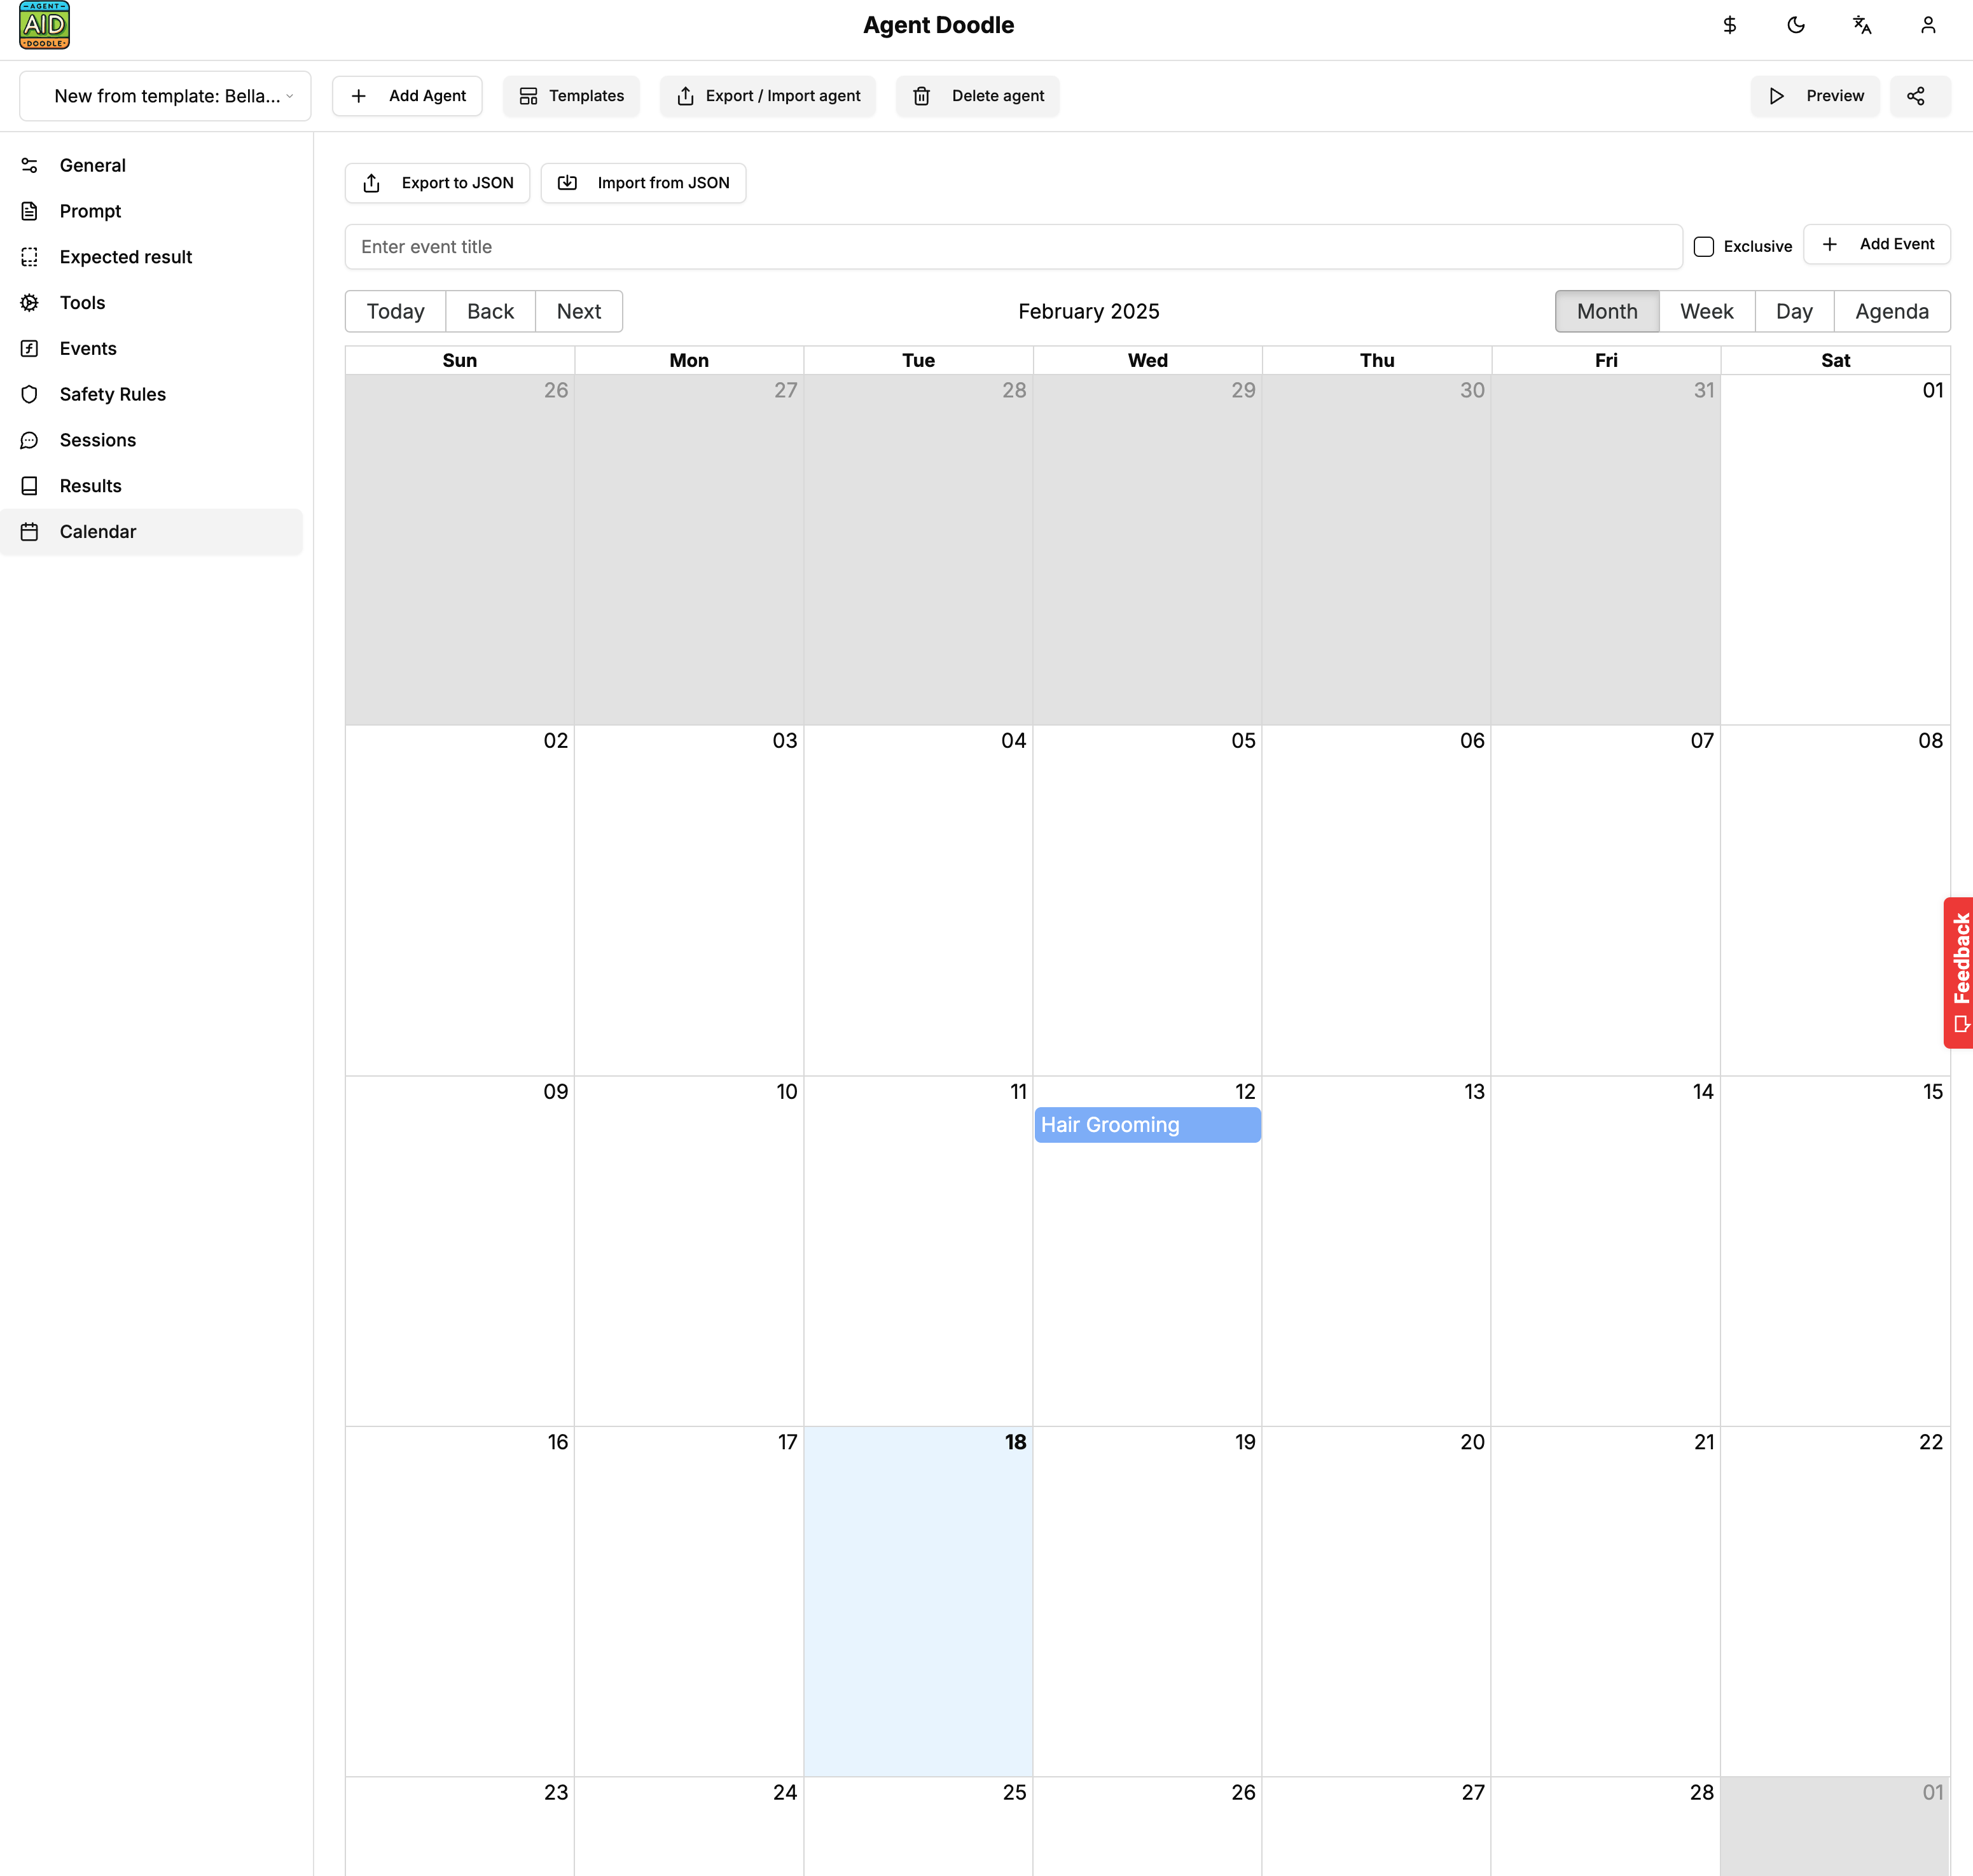 AGENT
AID
DOODLE
Agent Doodle
New from template: Bella...
Add Agent
Templates
Export / Import agent
Delete agent
Preview
General
Prompt
Expected result
Tools
Events
Safety Rules
Sessions
Results
Calendar
Export to JSON
Import from JSON
Enter event title
Exclusive
Add Event
Today Back Next
February 2025
Month Week Day Agenda
Sun Mon Tue Wed Thu Fri Sat
26 27 28 29 30 31 01
02 03 04 05 06 07 08
09 10 11 12 13 14 15
Hair Grooming
16 17 18 19 20 21 22
23 24 25 26 27 28 01
Feedback